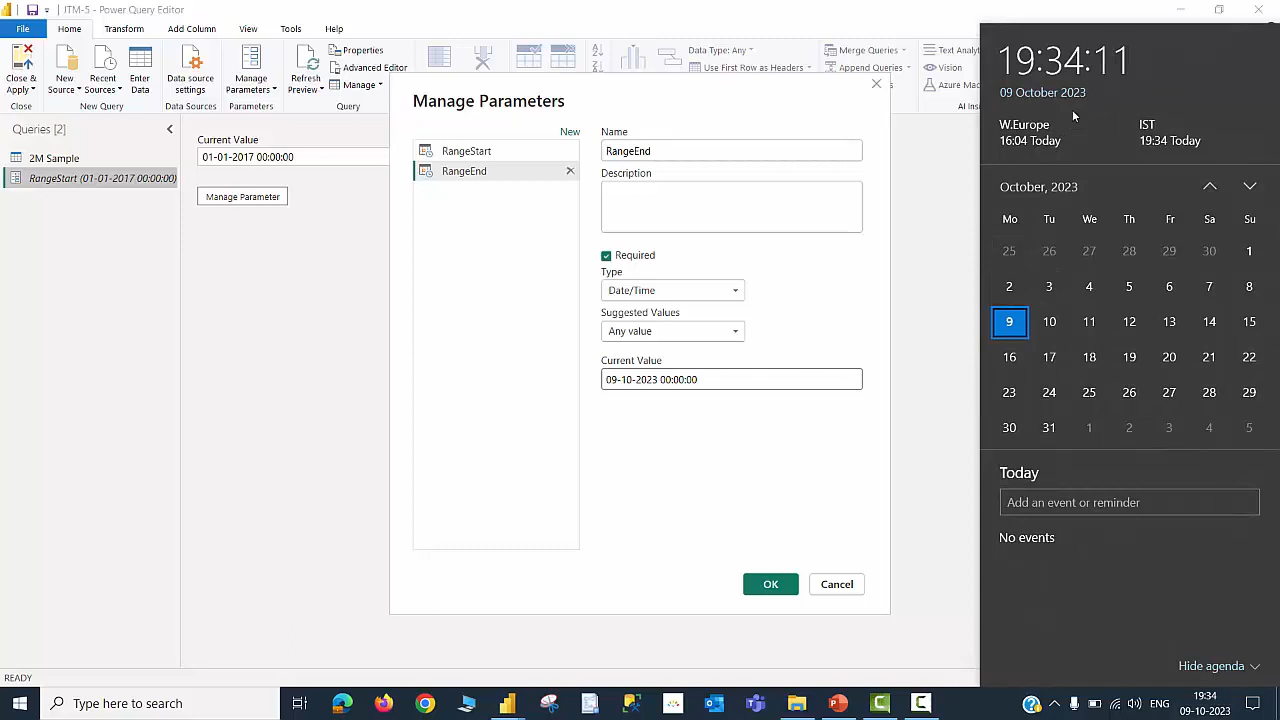 JTM-5 - Power Query Editor
File
Home
Transform
Add Column
View
Tools
Help
Close &
Apply
New
Source
Recent
Sources
Enter
Data
Data source
settings
Manage
Parameters
Refresh
Preview
Properties
Advanced Editor
Manage
Data Type: Any
Use First Row as Headers
Merge Queries
Append Queries
Text Analyt
Vision
Azure Mac
Close
New Query
Data Sources
Parameters
Query
AI Ins
Queries [2]
2M Sample
RangeStart (01-01-2017 00:00:00)
Current Value
01-01-2017 00:00:00
Manage Parameter
Manage Parameters
New
RangeStart
RangeEnd
Name
RangeEnd
Description
Required
Type
Date/Time
Suggested Values
Any value
Current Value
09-10-2023 00:00:00
OK
Cancel
19:34:11
09 October 2023
W.Europe
16:04 Today
IST
19:34 Today
October, 2023
Mo Tu We Th Fr Sa Su
25 26 27 28 29 30 1
2 3 4 5 6 7 8
9 10 11 12 13 14 15
16 17 18 19 20 21 22
23 24 25 26 27 28 29
30 31 1 2 3 4 5
Today
Add an event or reminder
No events
Hide agenda
READY
Type here to search
ENG
19:34
09-10-2023